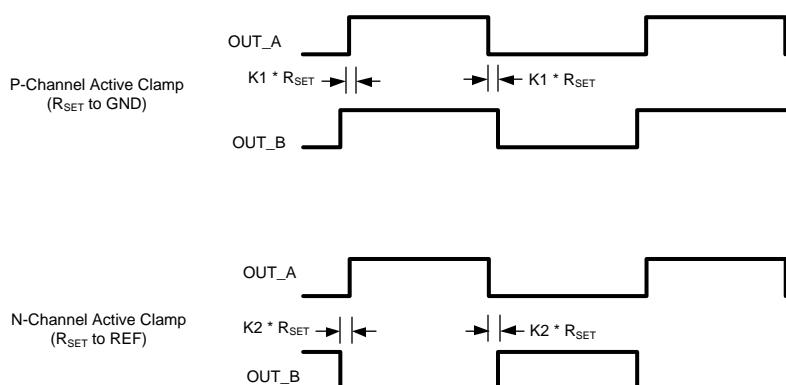 OUT_A
K1 * RSET
K1 * RSET
P-Channel Active Clamp
(RSET to GND)
OUT_B
OUT_A
K2 * RSET
K2 * RSET
N-Channel Active Clamp
(RSET to REF)
OUT_B